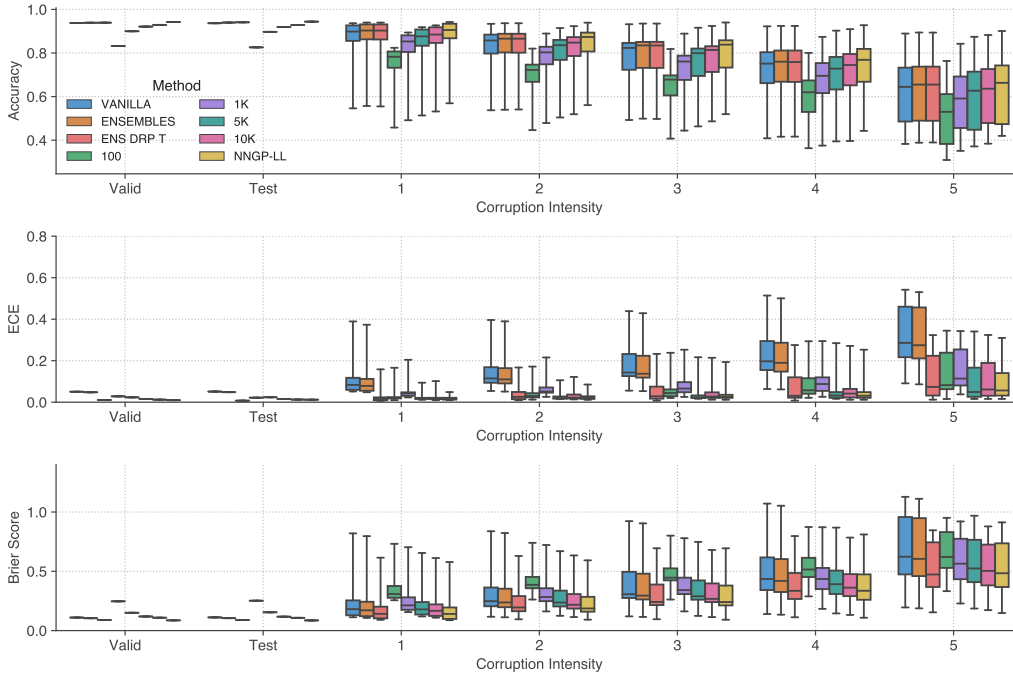 1.0
0.8
0.6
0.4
Accuracy
Method
VANILLA
ENSEMBLES
ENS DRP T
100
1K
5K
10K
NNGP-LL
Valid Test 1 2 3 4 5
Corruption Intensity
0.8
0.6
0.4
0.2
0.0
ECE
Valid Test 1 2 3 4 5
Corruption Intensity
1.0
0.5
0.0
Brier Score
Valid Test 1 2 3 4 5
Corruption Intensity